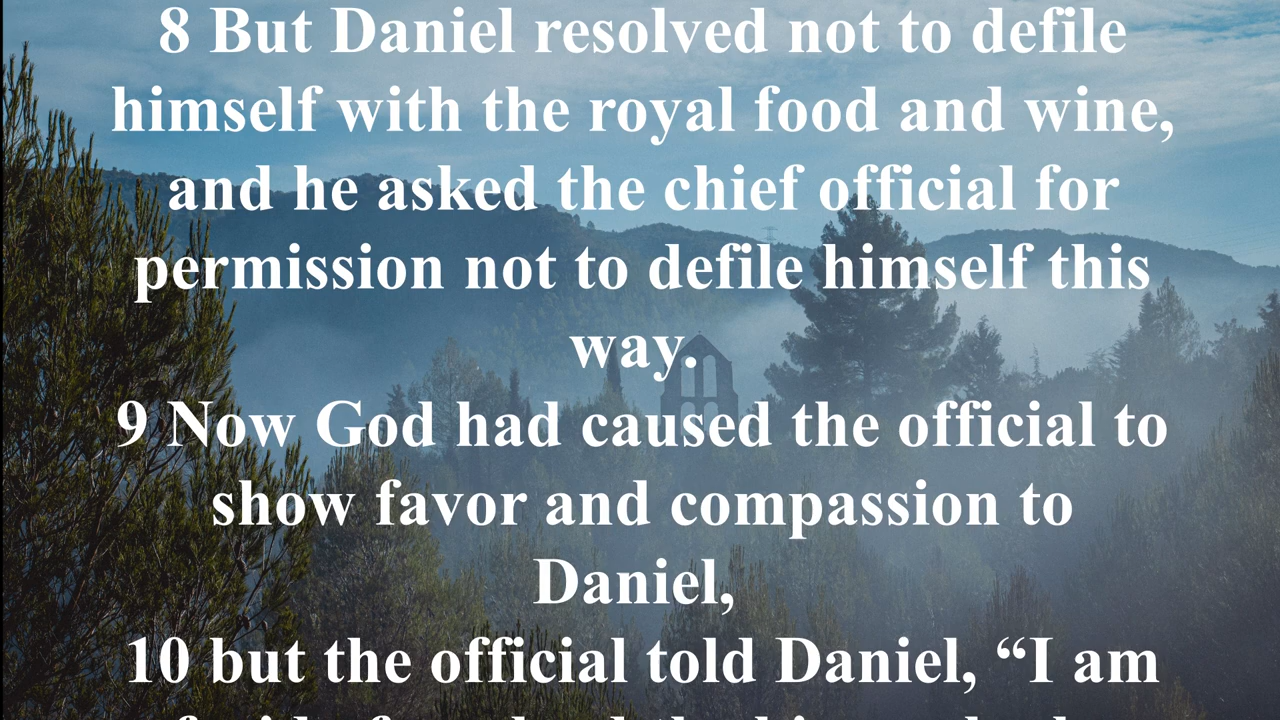 8 But Daniel resolved not to defile
himself with the royal food and wine,
and he asked the chief official for
permission not to defile himself this
way.
9 Now God had caused the official to
show favor and compassion to
Daniel,
10 but the official told Daniel, “I am